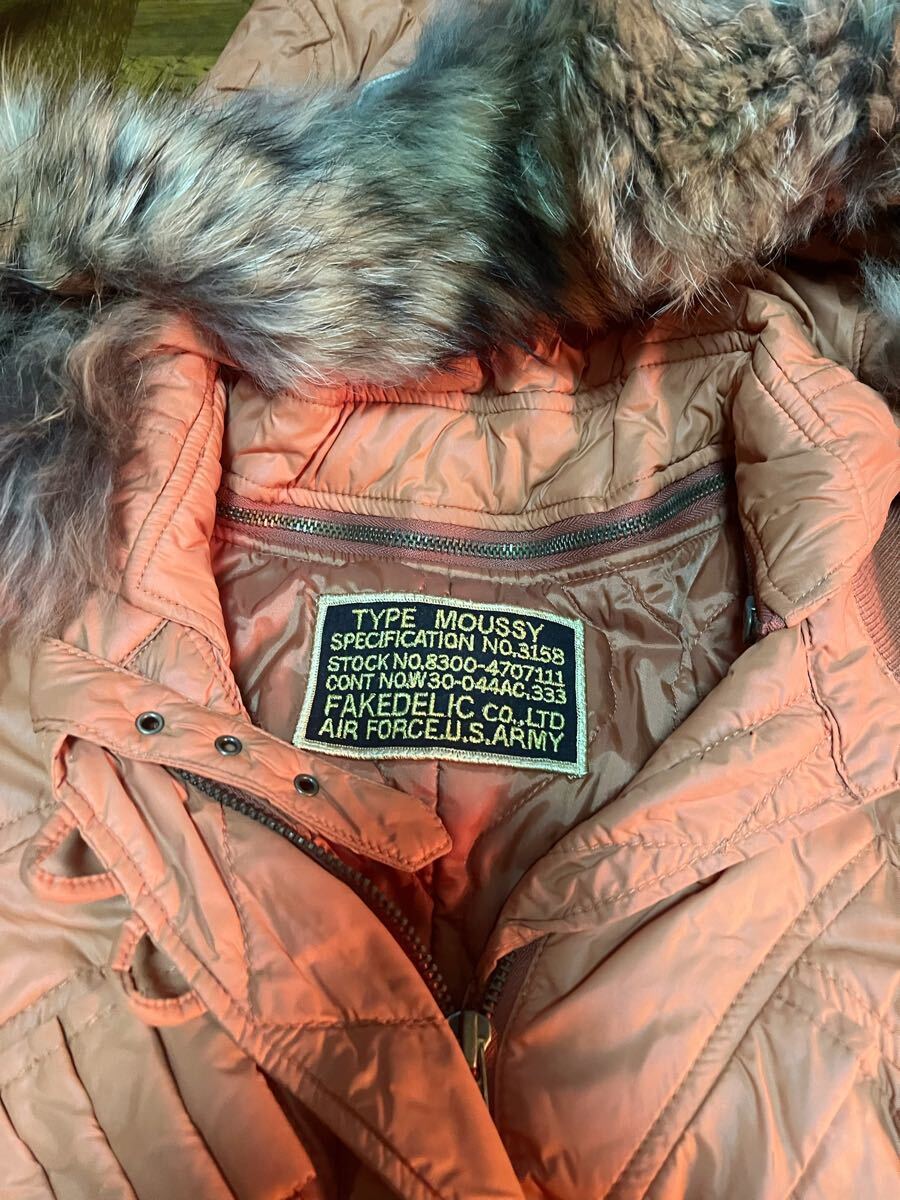 TYPE MOUSSY
SPECIFICATION NO.3158
STOCK NO.8300-4707111
CONT NO.W30-044AC.333
FAKEDELIC CO.,LTD
AIR FORCE.U.S.ARMY